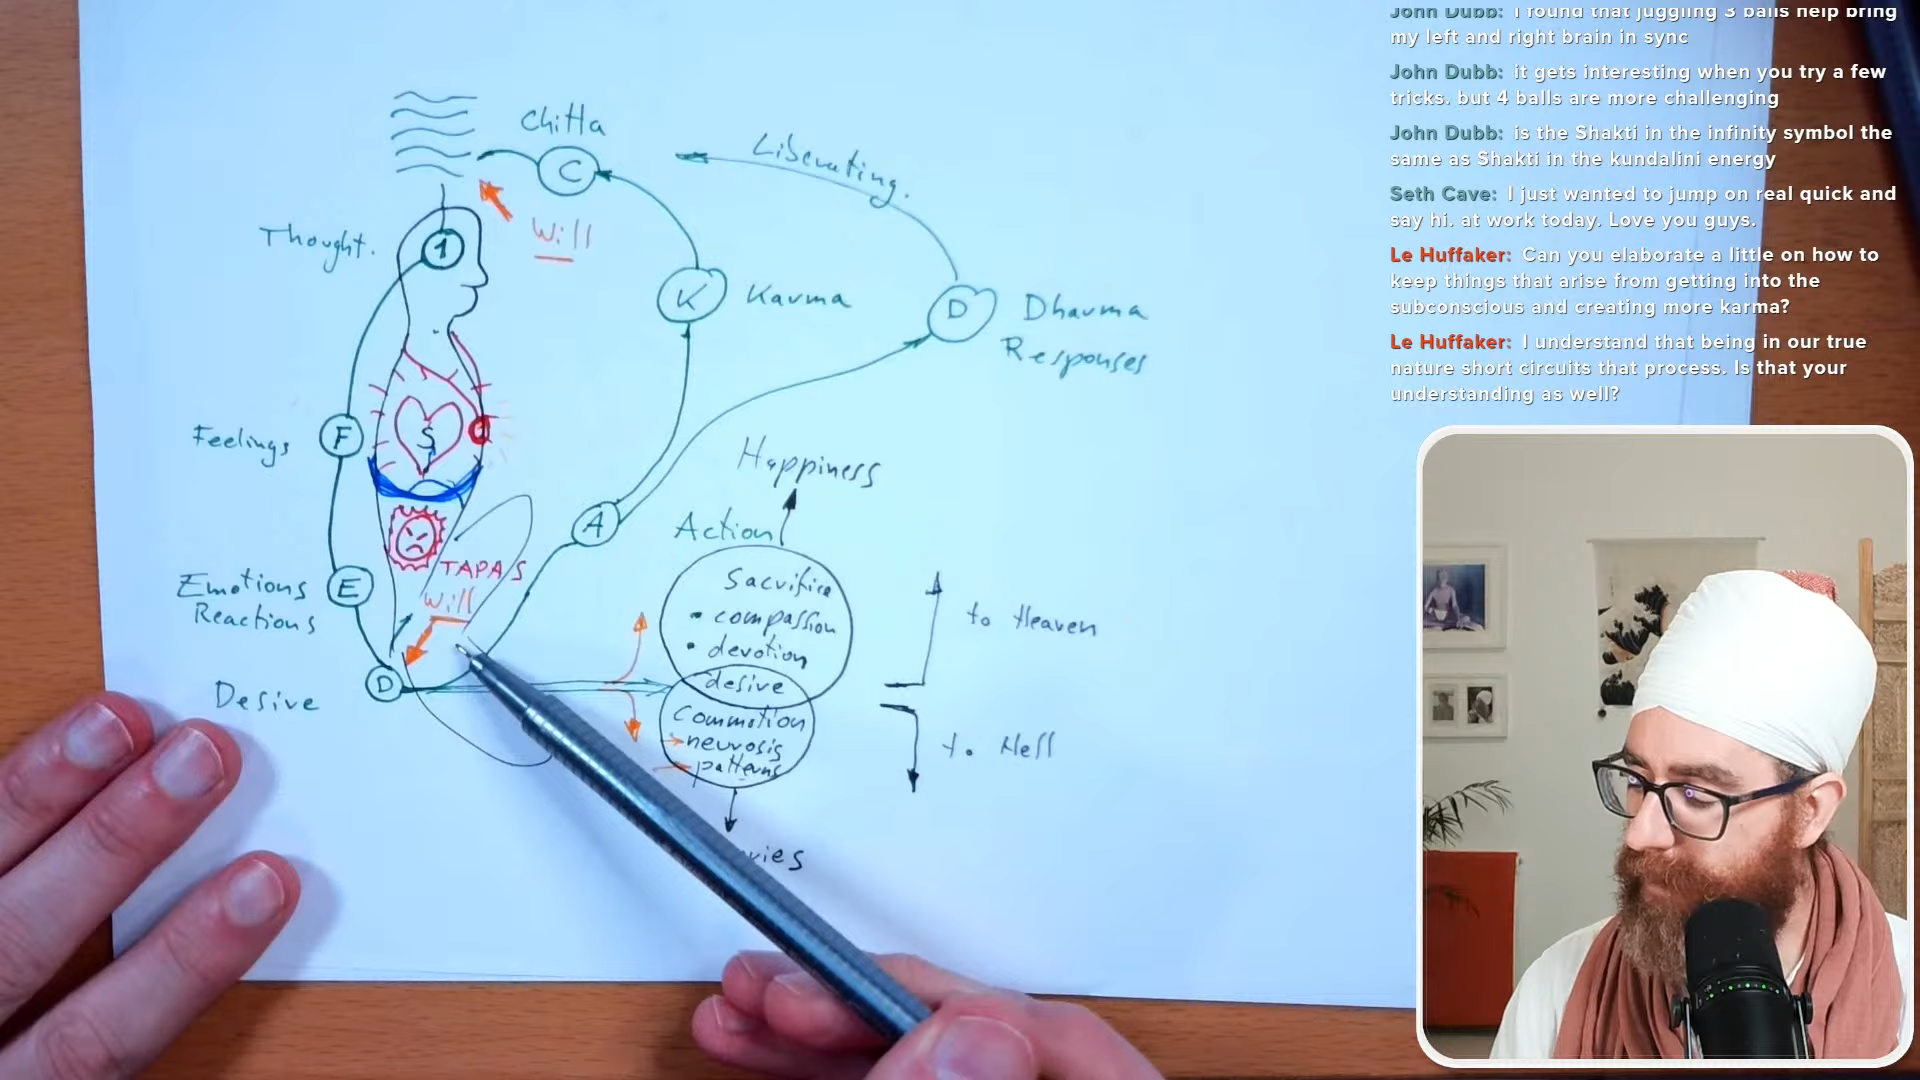 Chitta
C
Liberating.
Will
Thought.
1
K
Karma
D
Dharma
Responses
Feelings
F
S
Happiness
A
Action
TAPAS
Will
Emotions
Reactions
E
Sacrifice
• compassion
• devotion
to Heaven
Desire
D
desire
Commotion
neurosis
patterns
to Hell
John Dubb: I found that juggling 3 balls help bring
my left and right brain in sync
John Dubb: it gets interesting when you try a few
tricks. but 4 balls are more challenging
John Dubb: is the Shakti in the infinity symbol the
same as Shakti in the kundalini energy
Seth Cave: I just wanted to jump on real quick and
say hi. at work today. Love you guys.
Le Huffaker: Can you elaborate a little on how to
keep things that arise from getting into the
subconscious and creating more karma?
Le Huffaker: I understand that being in our true
nature short circuits that process. Is that your
understanding as well?